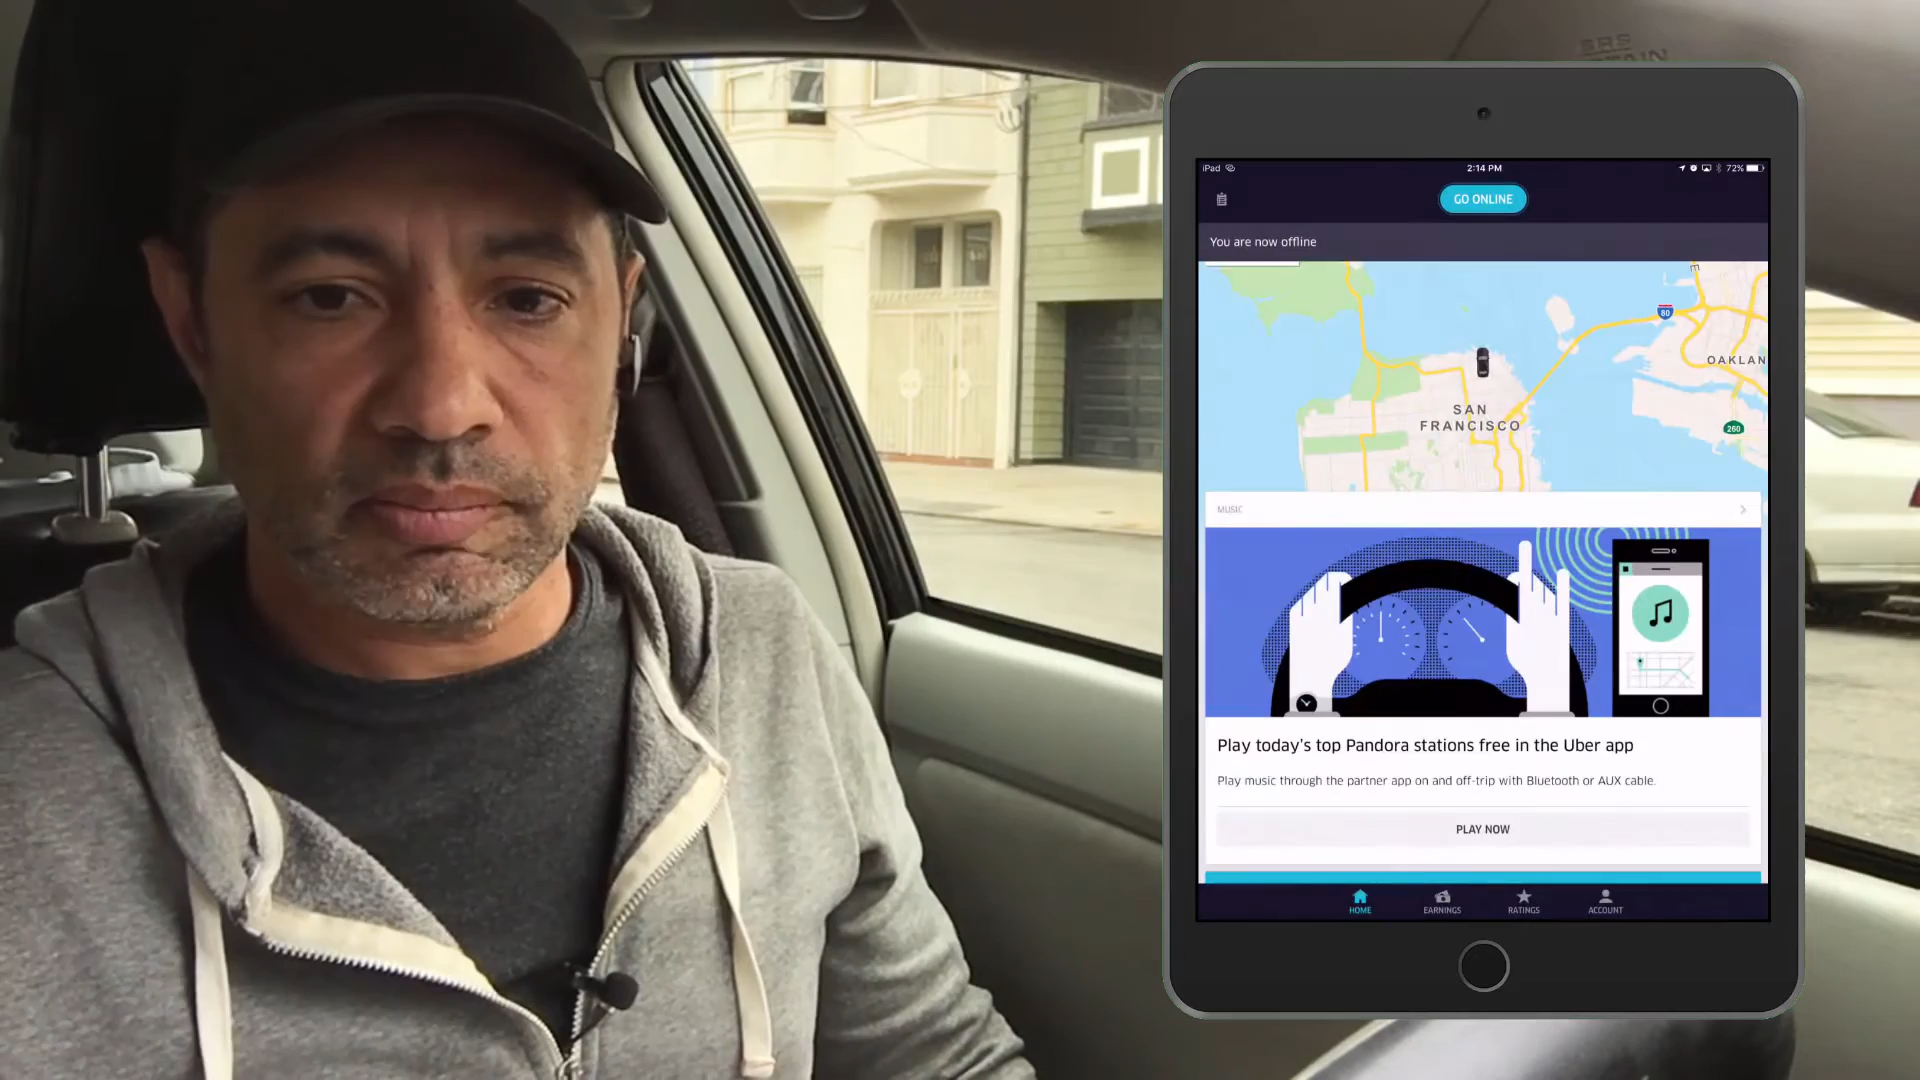 SRS
iPad
2:14 PM
72%
GO ONLINE
You are now offline
80
OAKLAN
SAN
FRANCISCO
260
MUSIC
Play today's top Pandora stations free in the Uber app
Play music through the partner app on and off-trip with Bluetooth or AUX cable.
PLAY NOW
HOME
EARNINGS
RATINGS
ACCOUNT